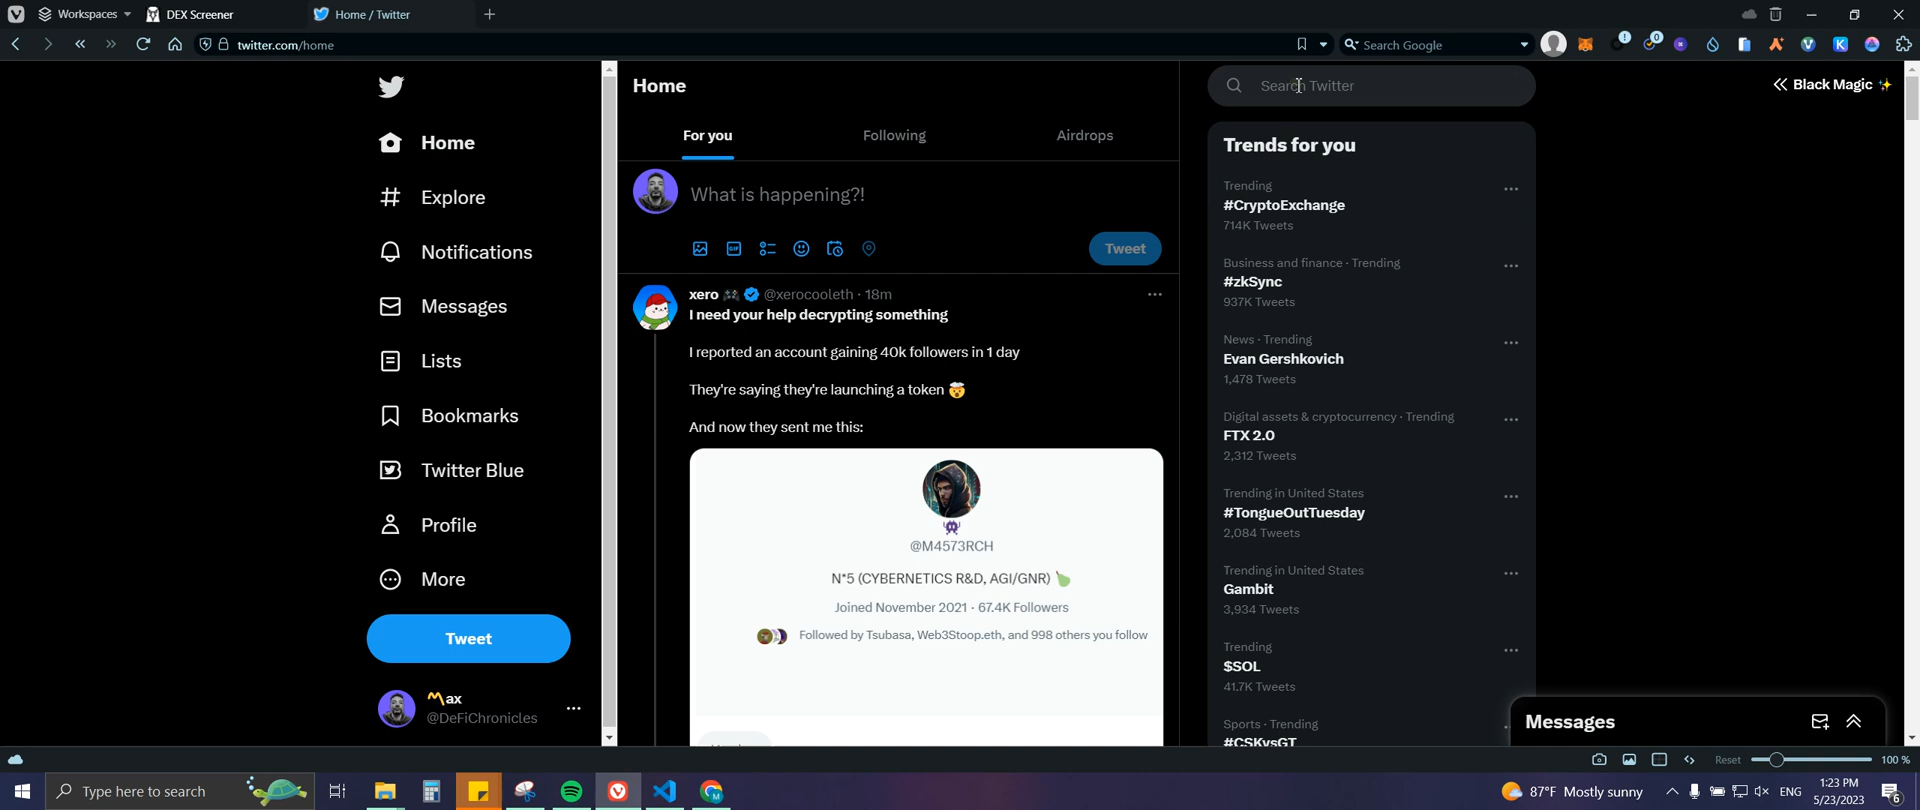 Workspaces
DEX Screener
Home / Twitter
twitter.com/home
Search Google
Home
Explore
Notifications
Messages
Lists
Bookmarks
Twitter Blue
Profile
More
Tweet
ax
@DeFiChronicles
Home
For you
Following
Airdrops
What is happening?!
GIF
Tweet
xero @xerocooleth · 18m
I need your help decrypting something
I reported an account gaining 40k followers in 1 day
They're saying they're launching a token
And now they sent me this:
@M4573RCH
N*5 (CYBERNETICS R&D, AGI/GNR)
Joined November 2021 · 67.4K Followers
Followed by Tsubasa, Web3Stoop.eth, and 998 others you follow
Search Twitter
Black Magic
Trends for you
Trending
#CryptoExchange
714K Tweets
Business and finance · Trending
#zkSync
937K Tweets
News · Trending
Evan Gershkovich
1,478 Tweets
Digital assets & cryptocurrency · Trending
FTX 2.0
2,312 Tweets
Trending in United States
#TongueOutTuesday
2,084 Tweets
Trending in United States
Gambit
3,934 Tweets
Trending
$SOL
41.7K Tweets
Sports · Trending
#CSKvsGT
Messages
Reset
100 %
Type here to search
87°F Mostly sunny
ENG
1:23 PM
5/23/2023
6